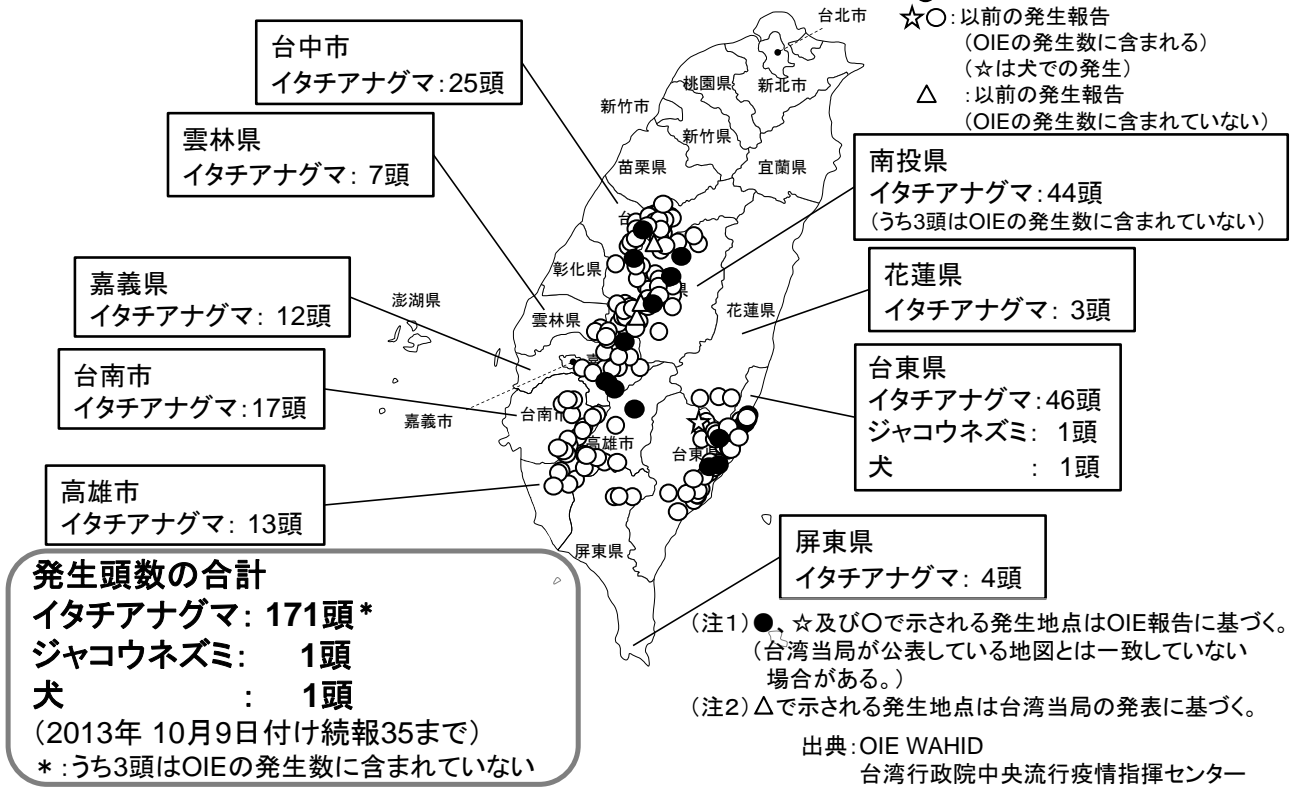 台北市
☆○:以前の発生報告
(OIEの発生数に含まれる)
(☆は犬での発生)
△ :以前の発生報告
(OIEの発生数に含まれていない)
台中市
イタチアナグマ:25頭
雲林県
イタチアナグマ: 7頭
嘉義県
イタチアナグマ: 12頭
台南市
イタチアナグマ:17頭
高雄市
イタチアナグマ: 13頭
南投県
イタチアナグマ:44頭
(うち3頭はOIEの発生数に含まれていない)
花蓮県
イタチアナグマ: 3頭
台東県
イタチアナグマ:46頭
ジャコウネズミ: 1頭
犬 : 1頭
屏東県
イタチアナグマ: 4頭
桃園県
新北市
新竹市
新竹県
苗栗県
宜蘭県
台
彰化県
県
花蓮県
澎湖県
雲林県
嘉
嘉義市
台南市
高雄市
台東県
屏東県
発生頭数の合計
イタチアナグマ: 171頭*
ジャコウネズミ: 1頭
犬 : 1頭
(2013年 10月9日付け続報35まで)
*:うち3頭はOIEの発生数に含まれていない
(注1)●、☆及び○で示される発生地点はOIE報告に基づく。
(台湾当局が公表している地図とは一致していない
場合がある。)
(注2)△で示される発生地点は台湾当局の発表に基づく。
出典:OIE WAHID
台湾行政院中央流行疫情指揮センター